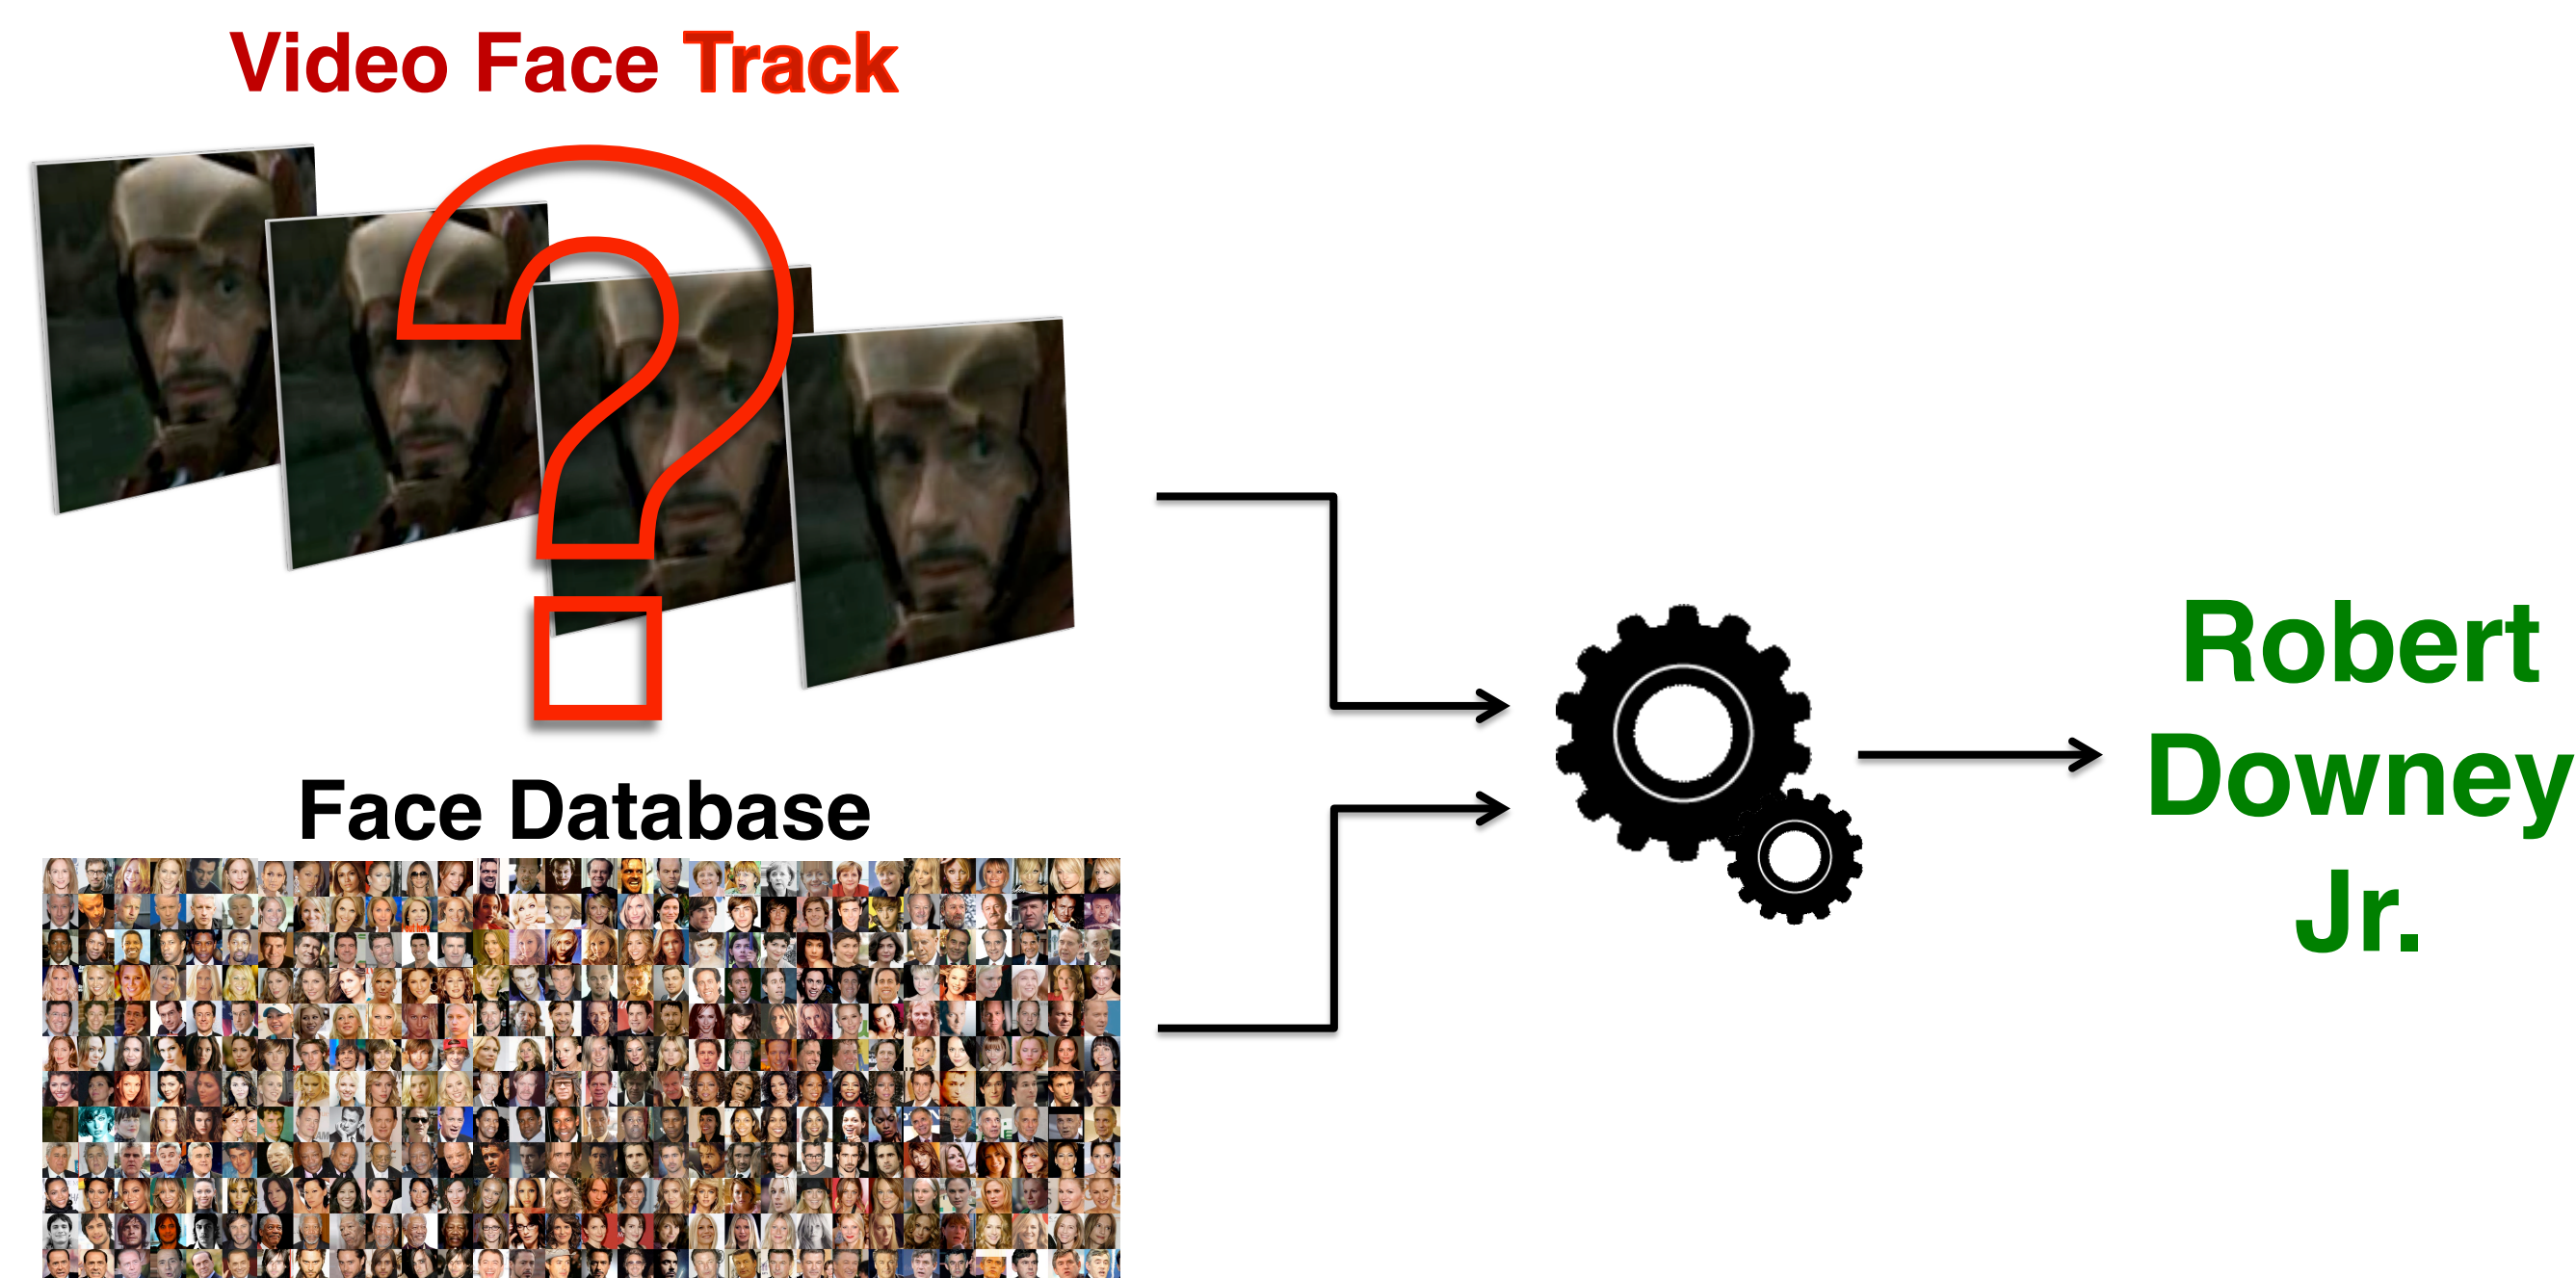 Video Face Track
?
Face Database
Robert
Downey
Jr.